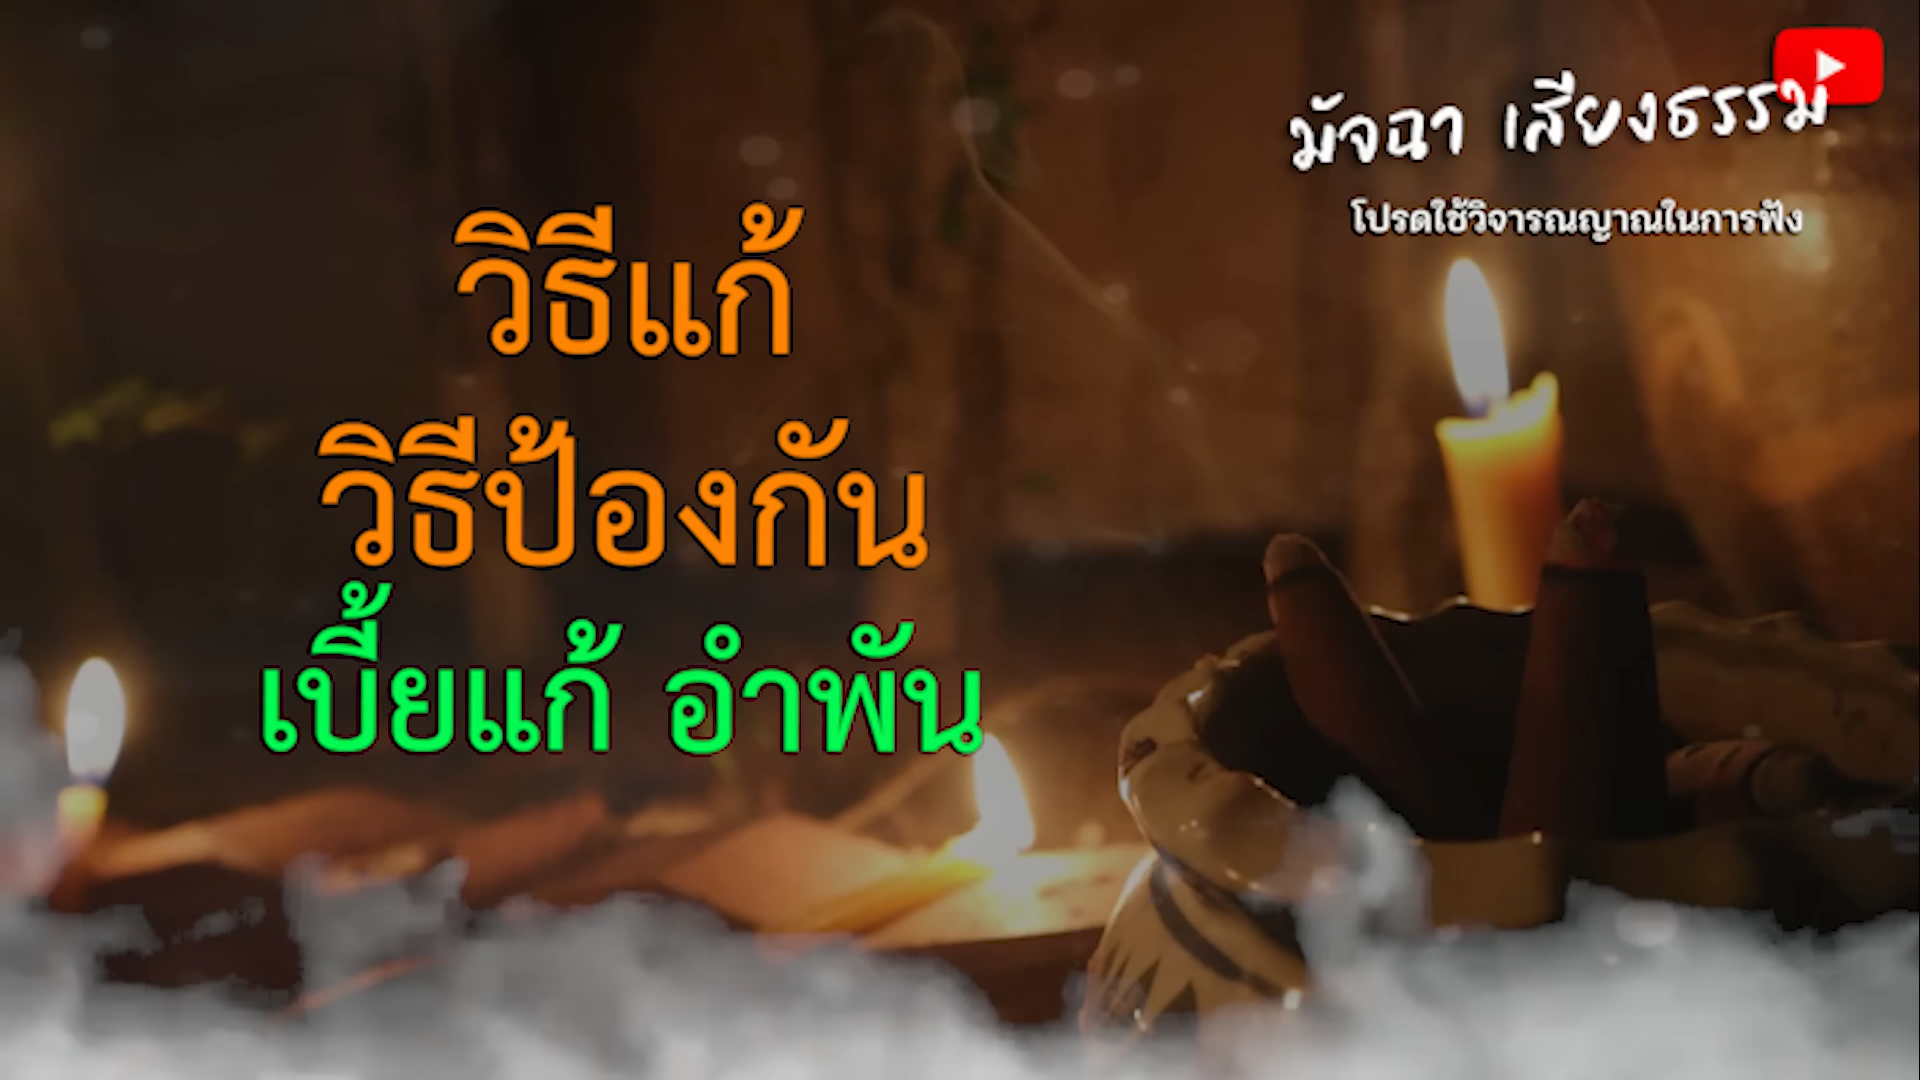 มัจฉา เสียงธรรม
โปรดใช้วิจารณญาณในการฟัง
วิธีแก้
วิธีป้องกัน
เบี้ยแก้ อำพัน